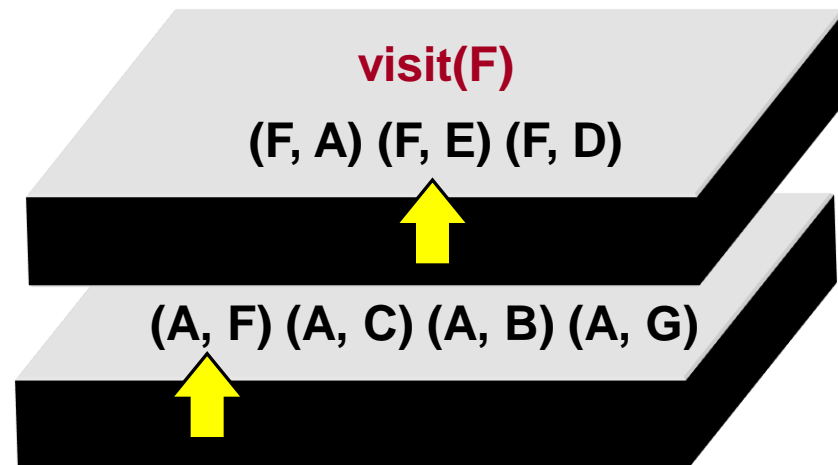 visit(F)
(F, A) (F, E) (F, D)
(A, F) (A, C) (A, B) (A, G)